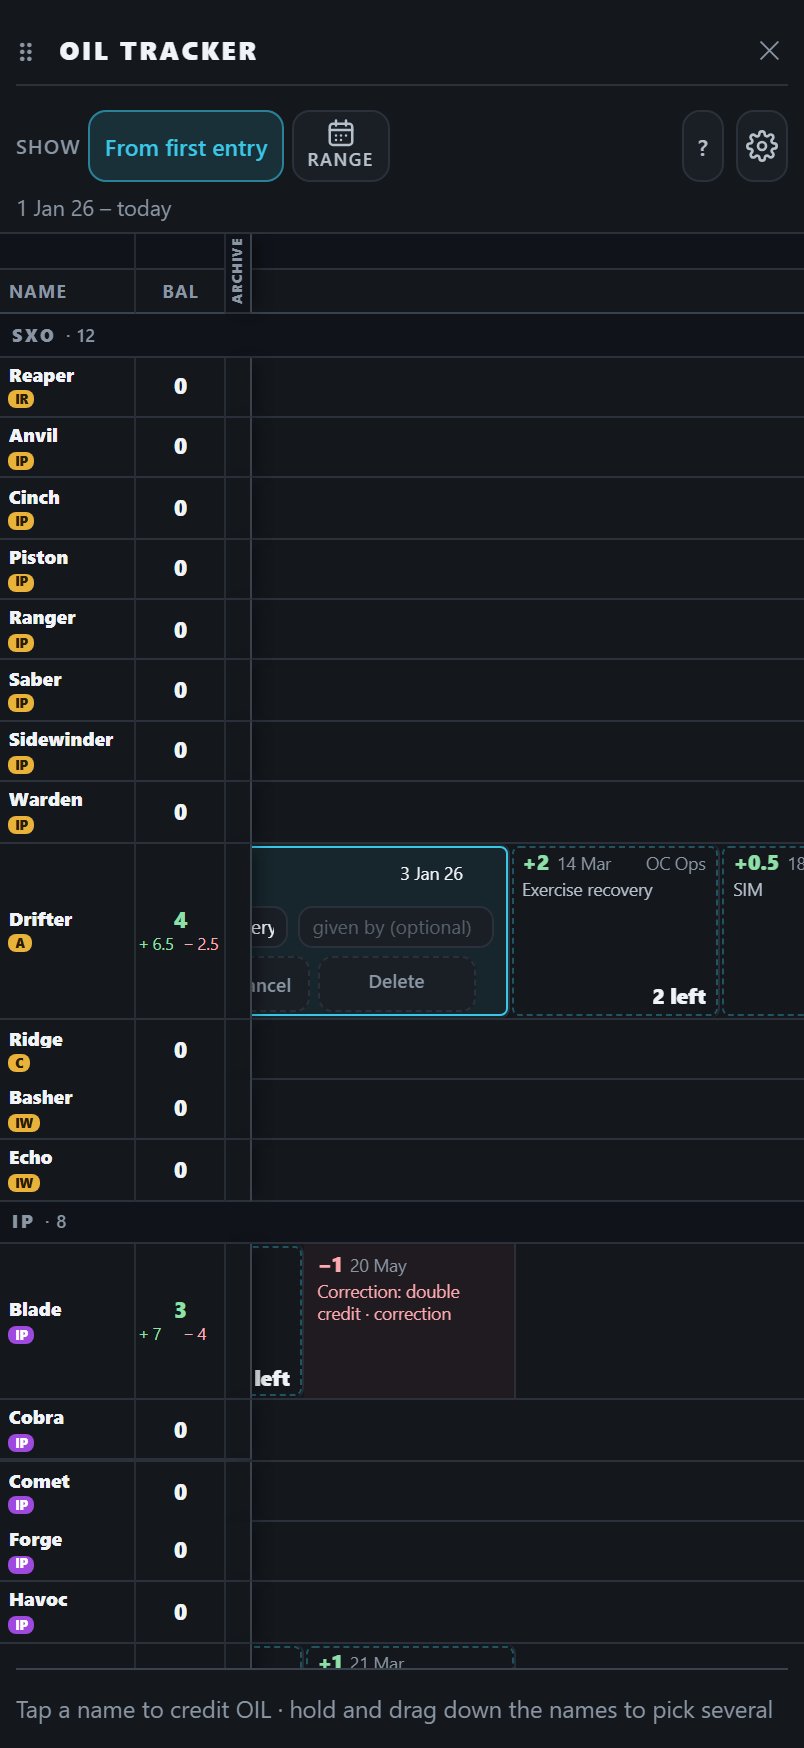 OIL TRACKER
SHOW From first entry RANGE ?
1 Jan 26 – today
NAME BAL ARCHIVE
SXO · 12
Reaper 0
IR
Anvil 0
IP
Cinch 0
IP
Piston 0
IP
Ranger 0
IP
Saber 0
IP
Sidewinder 0
IP
Warden 0
IP
Drifter 4
A + 6.5 − 2.5
3 Jan 26
ery given by (optional)
ncel Delete
+2 14 Mar OC Ops
Exercise recovery
2 left
+0.5 18
SIM
Ridge 0
C
Basher 0
IW
Echo 0
IW
IP · 8
Blade 3
IP + 7 − 4
left
−1 20 May
Correction: double
credit · correction
Cobra 0
IP
Comet 0
IP
Forge 0
IP
Havoc 0
IP
+1 21 Mar
Tap a name to credit OIL · hold and drag down the names to pick several